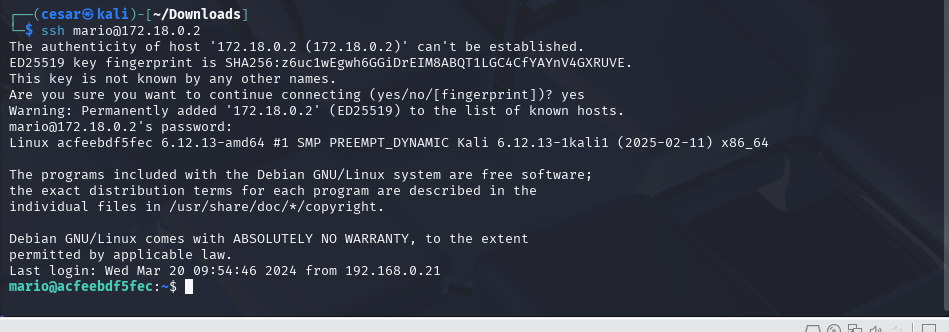 ┌──(cesar㉿kali)-[~/Downloads]
└─$ ssh mario@172.18.0.2
The authenticity of host '172.18.0.2 (172.18.0.2)' can't be established.
ED25519 key fingerprint is SHA256:z6uc1wEgwh6GGiDrEIM8ABQT1LGC4CfYAYnV4GXRUVE.
This key is not known by any other names.
Are you sure you want to continue connecting (yes/no/[fingerprint])? yes
Warning: Permanently added '172.18.0.2' (ED25519) to the list of known hosts.
mario@172.18.0.2's password:
Linux acfeebdf5fec 6.12.13-amd64 #1 SMP PREEMPT_DYNAMIC Kali 6.12.13-1kali1 (2025-02-11) x86_64
The programs included with the Debian GNU/Linux system are free software;
the exact distribution terms for each program are described in the
individual files in /usr/share/doc/*/copyright.
Debian GNU/Linux comes with ABSOLUTELY NO WARRANTY, to the extent
permitted by applicable law.
Last login: Wed Mar 20 09:54:46 2024 from 192.168.0.21
mario@acfeebdf5fec:~$